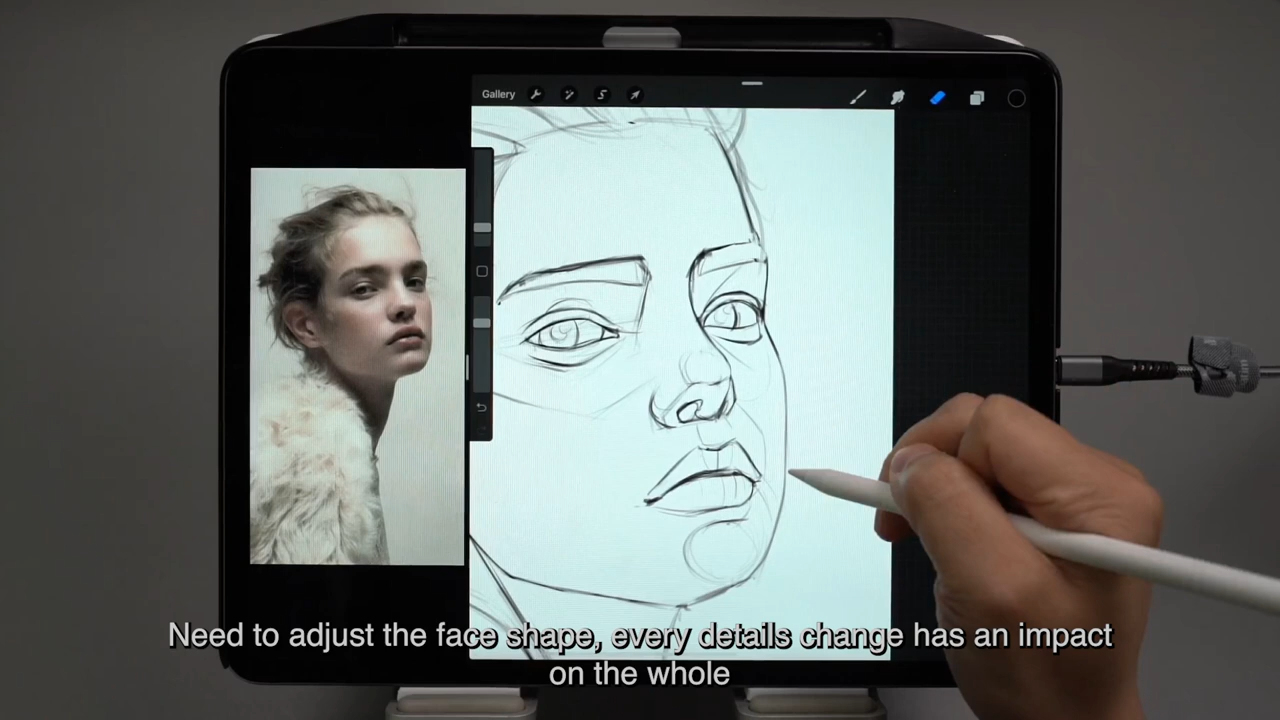 Gallery
Need to adjust the face shape, every details change has an impact
on the whole